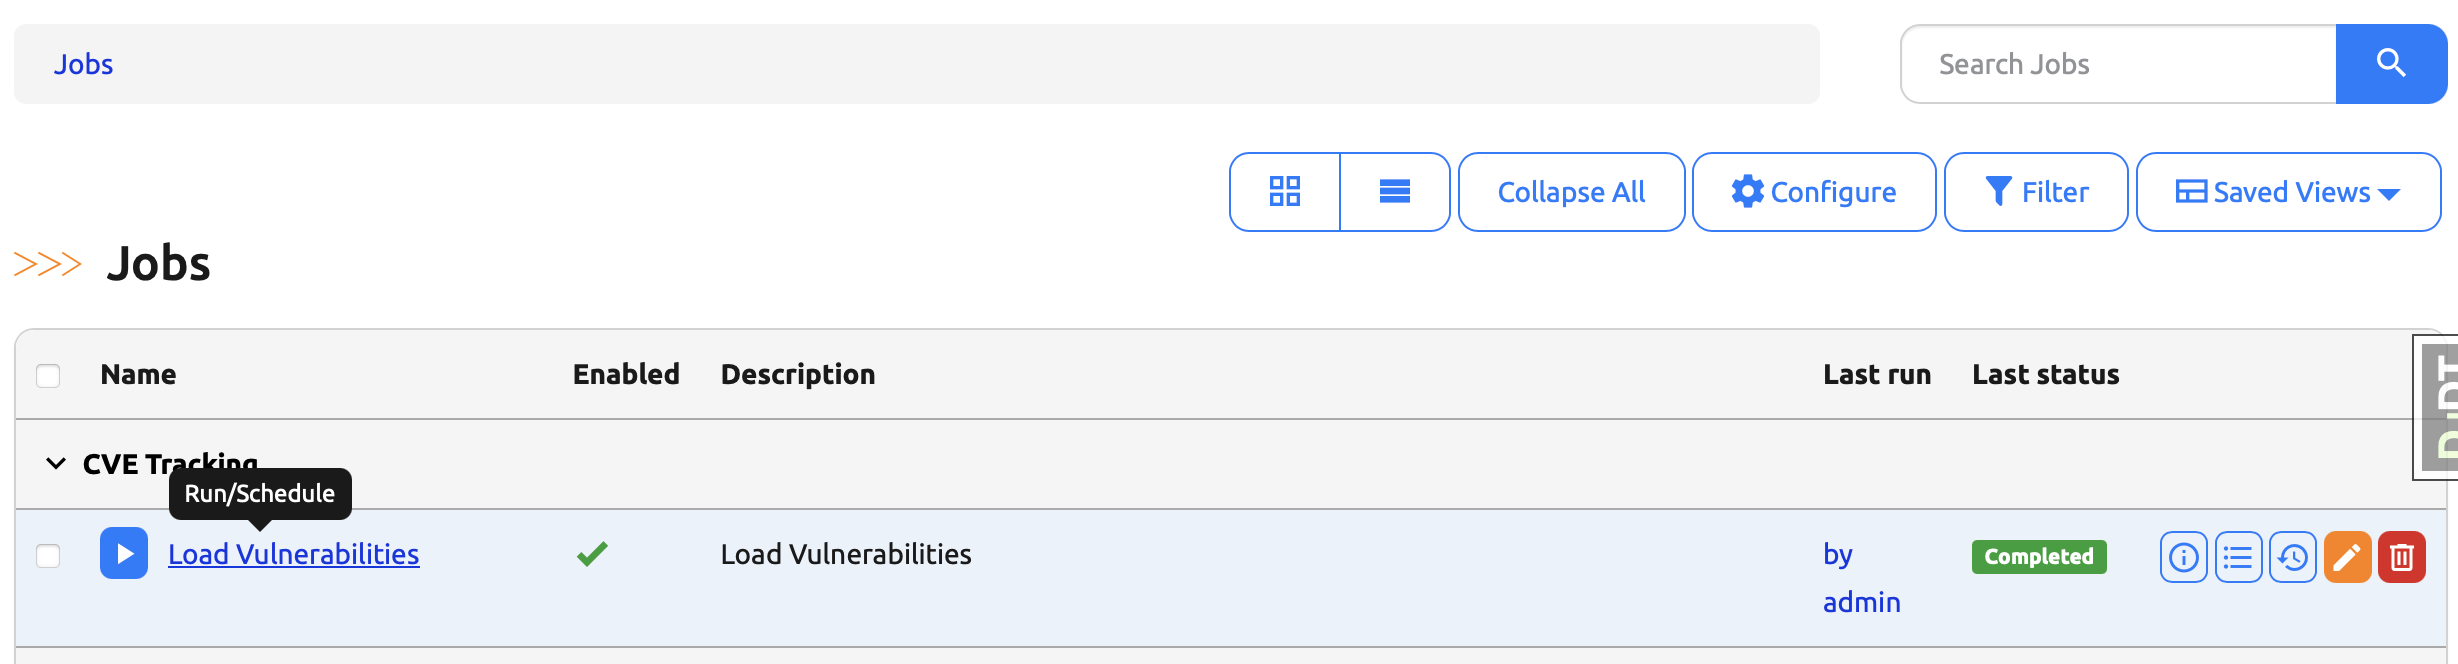 Jobs
Search Jobs
Collapse All Configure Filter Saved Views
>>> Jobs
Name Enabled Description Last run Last status
CVE Tracking
Run/Schedule
Load Vulnerabilities Load Vulnerabilities by admin Completed